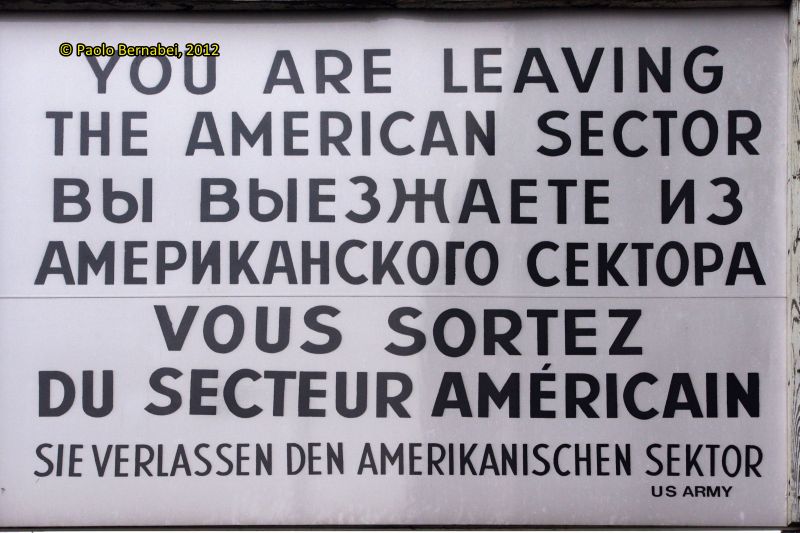 © Paolo Bernabei, 2012
YOU ARE LEAVING
THE AMERICAN SECTOR
ВЫ ВЫЕЗЖАЕТЕ ИЗ
АМЕРИКАНСКОГО СЕКТОРА
VOUS SORTEZ
DU SECTEUR AMÉRICAIN
SIE VERLASSEN DEN AMERIKANISCHEN SEKTOR
US ARMY